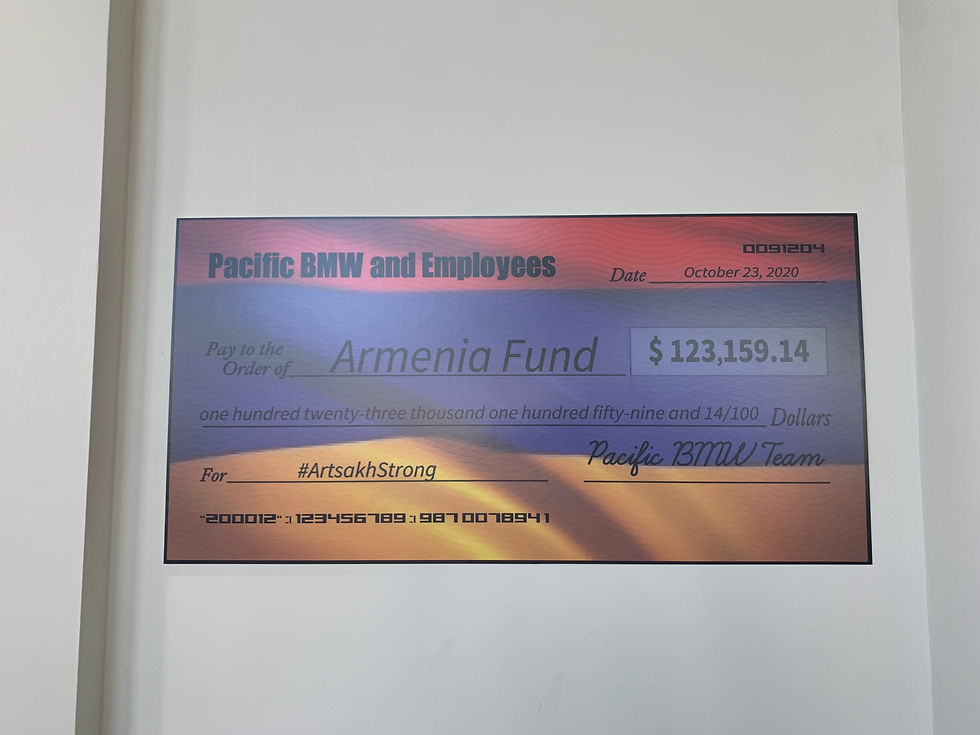 0091204
Pacific BMW and Employees
Date October 23, 2020
Pay to the
Order of Armenia Fund $ 123,159.14
one hundred twenty-three thousand one hundred fifty-nine and 14/100 Dollars
Pacific BMW Team
For #ArtsakhStrong
"200012" : 123456789 : 9870078941